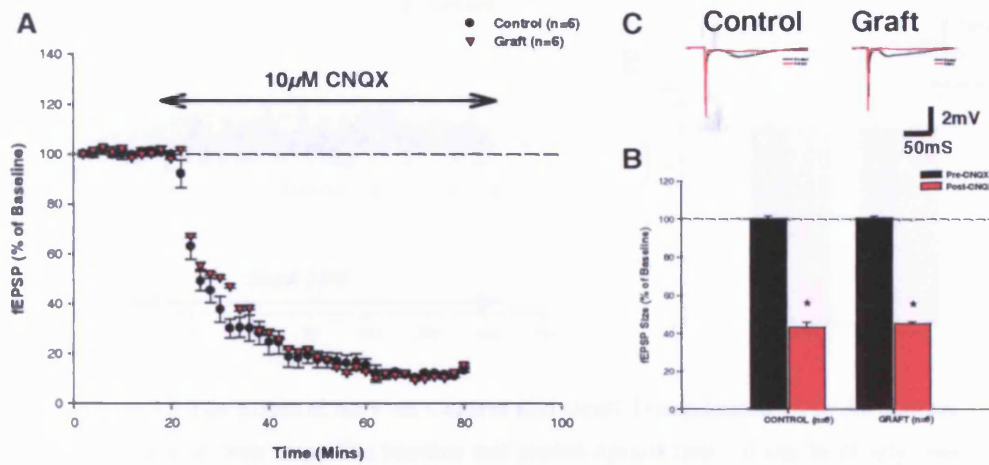 A
Control (n=6)
Graft (n=6)
140
120
100
80
60
40
20
0
fEPSP (% of Baseline)
10µM CNQX
0
20
40
60
80
100
Time (Mins)
C
Control
Graft
2mV
50mS
B
Pre-CNQX
Post-CNQ
120
100
80
60
40
20
0
fEPSP Size (% of Baseline)
*
*
CONTROL (n=6)
GRAFT (n=6)